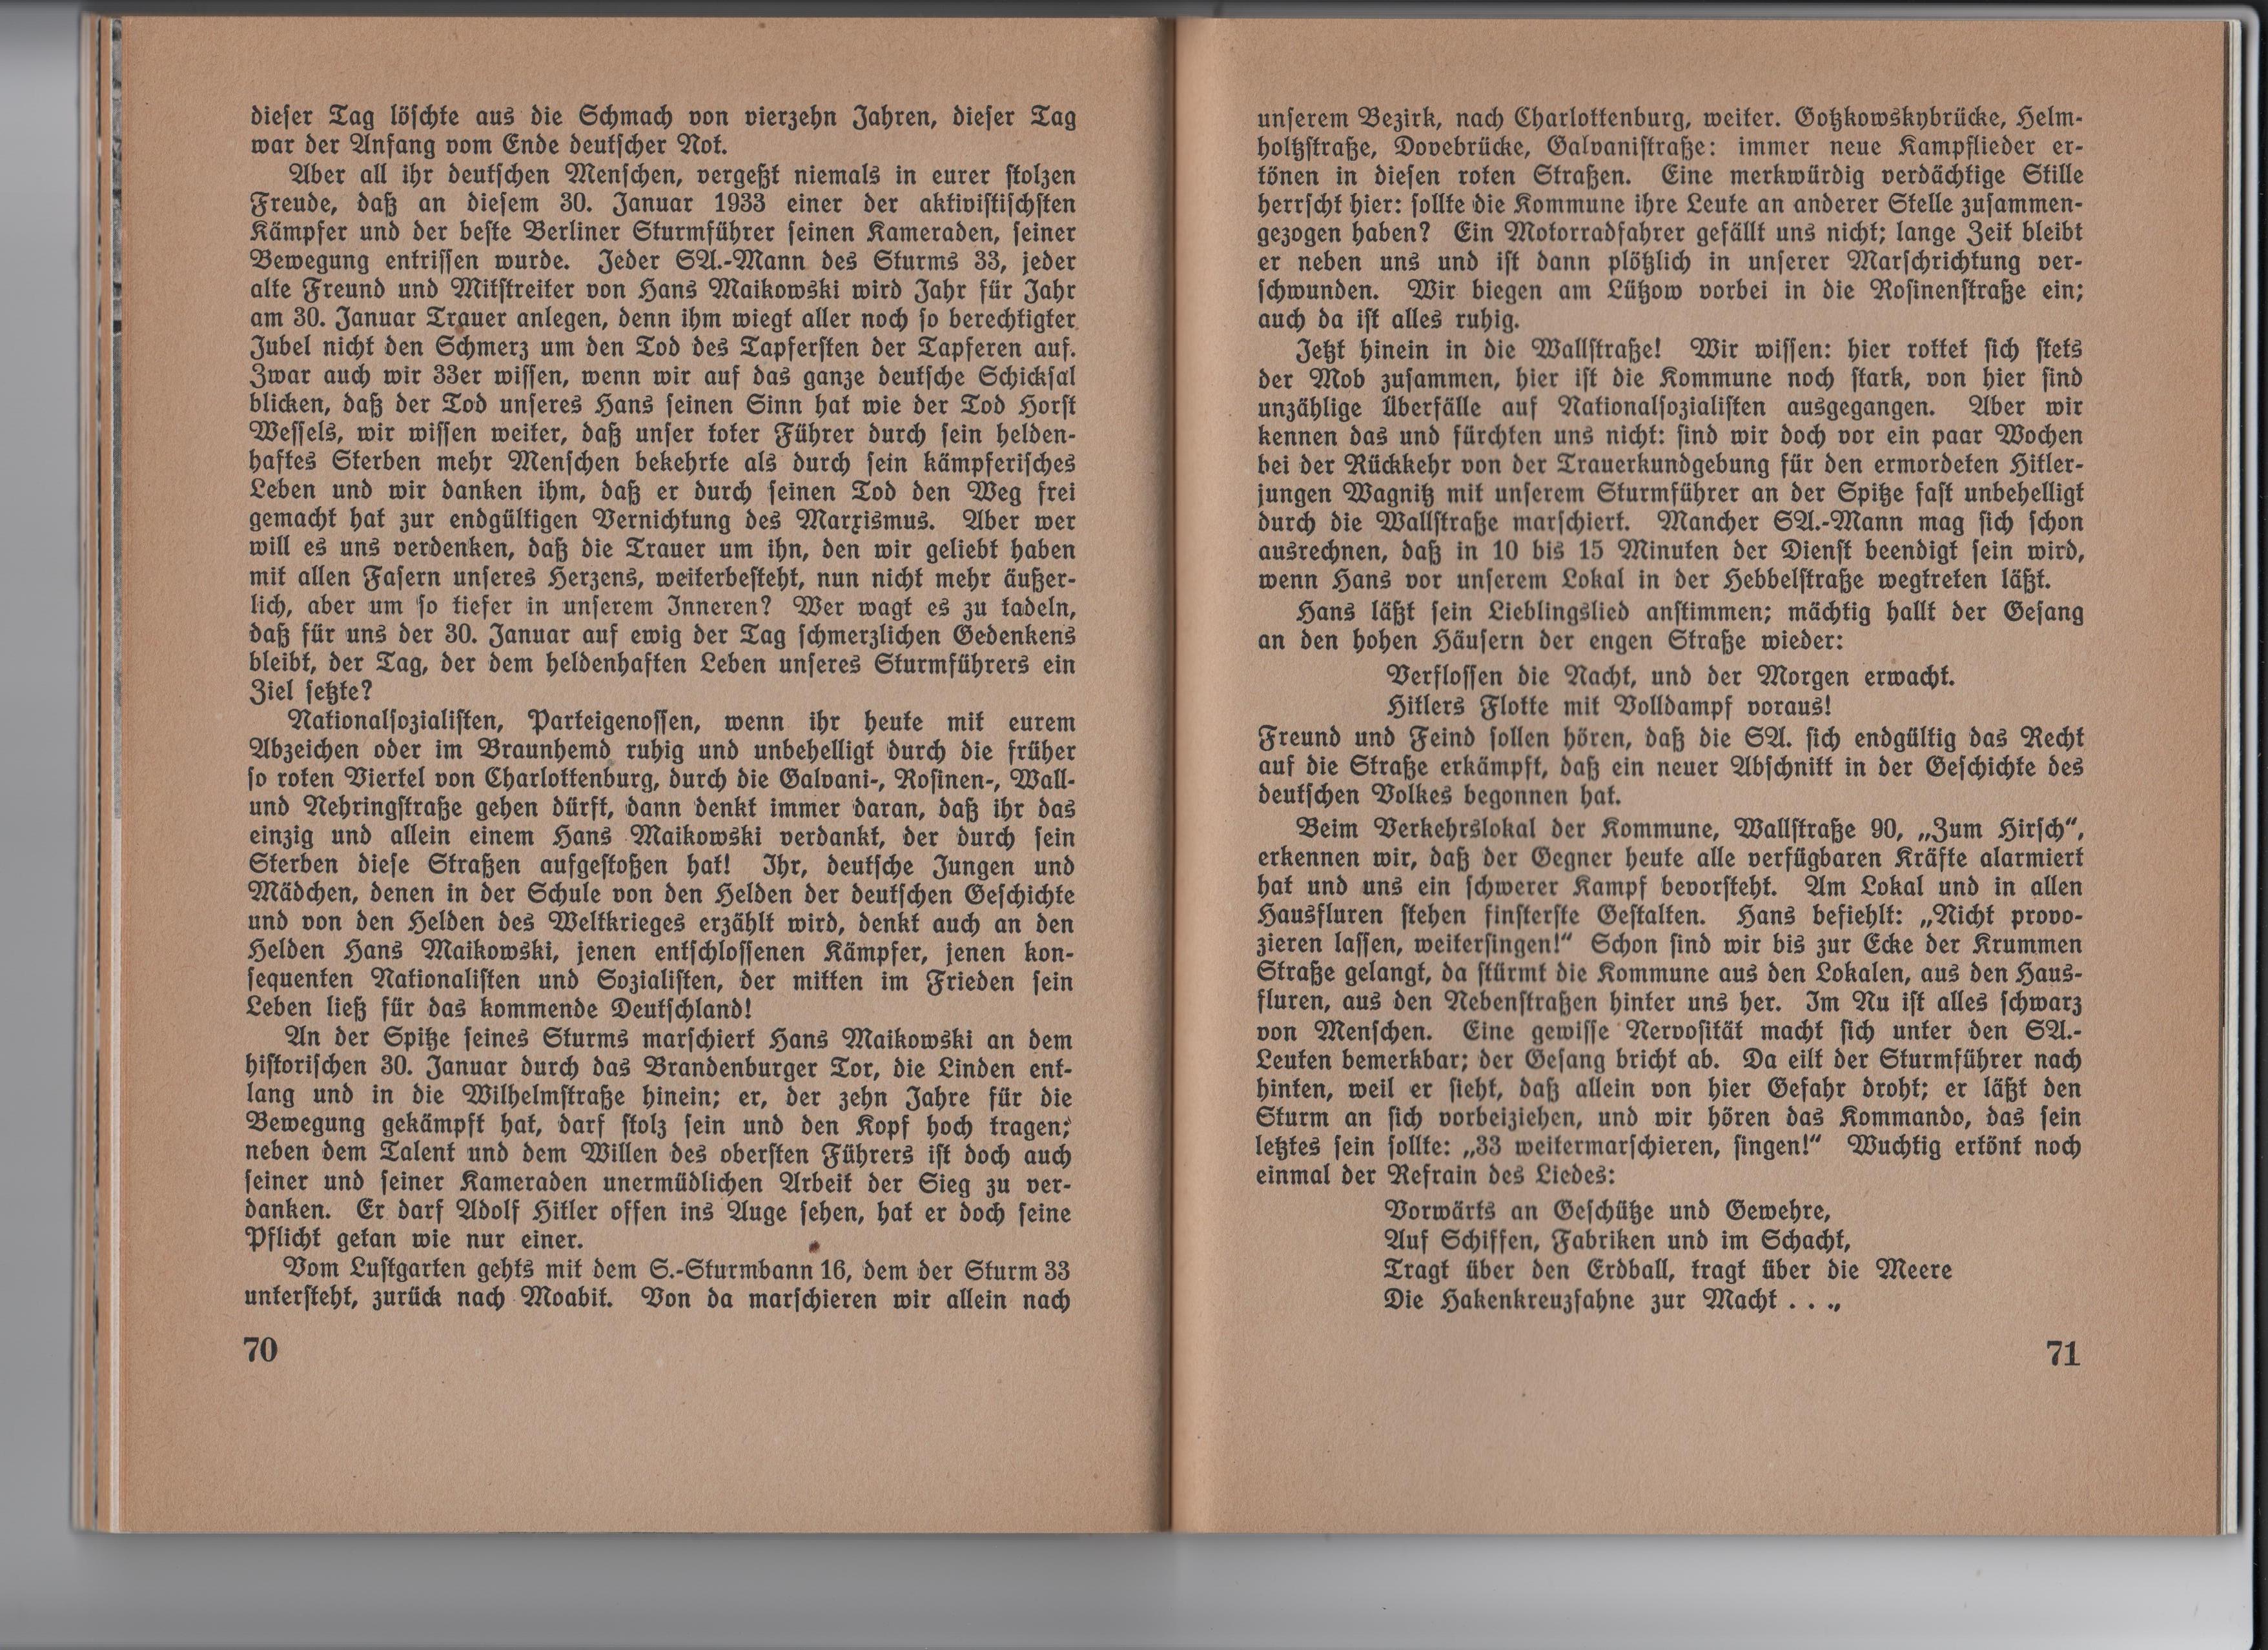 dieser Tag löschte aus die Schmach von vierzehn Jahren, dieser Tag
war der Anfang vom Ende deutscher Not.
Aber all ihr deutschen Menschen, vergeßt niemals in eurer stolzen
Freude, daß an diesem 30. Januar 1933 einer der aktivistischsten
Kämpfer und der beste Berliner Sturmführer seinen Kameraden, seiner
Bewegung entrissen wurde. Jeder SA.-Mann des Sturms 33, jeder
alte Freund und Mitstreiter von Hans Maikowski wird Jahr für Jahr
am 30. Januar Trauer anlegen, denn ihm wiegt aller noch so berechtigter
Jubel nicht den Schmerz um den Tod des Tapfersten der Tapferen auf.
Zwar auch wir 33er wissen, wenn wir auf das ganze deutsche Schicksal
blicken, daß der Tod unseres Hans seinen Sinn hat wie der Tod Horst
Wessels, wir wissen weiter, daß unser toter Führer durch sein helden-
haftes Sterben mehr Menschen bekehrte als durch sein kämpferisches
Leben und wir danken ihm, daß er durch seinen Tod den Weg frei
gemacht hat zur endgültigen Vernichtung des Marxismus. Aber wer
will es uns verdenken, daß die Trauer um ihn, den wir geliebt haben
mit allen Fasern unseres Herzens, weiterbesteht, nun nicht mehr äußer-
lich, aber um so tiefer in unserem Inneren? Wer wagt es zu tadeln,
daß für uns der 30. Januar auf ewig der Tag schmerzlichen Gedenkens
bleibt, der Tag, der dem heldenhaften Leben unseres Sturmführers ein
Ziel setzte?
Nationalsozialisten, Parteigenossen, wenn ihr heute mit eurem
Abzeichen oder im Braunhemd ruhig und unbehelligt durch die früher
so roten Viertel von Charlottenburg, durch die Galvani-, Rosinen-, Wall-
und Nehringstraße gehen dürft, dann denkt immer daran, daß ihr das
einzig und allein einem Hans Maikowski verdankt, der durch sein
Sterben diese Straßen aufgestoßen hat! Ihr, deutsche Jungen und
Mädchen, denen in der Schule von den Helden der deutschen Geschichte
und von den Helden des Weltkrieges erzählt wird, denkt auch an den
Helden Hans Maikowski, jenen entschlossenen Kämpfer, jenen kon-
sequenten Nationalisten und Sozialisten, der mitten im Frieden sein
Leben ließ für das kommende Deutschland!
An der Spitze seines Sturms marschiert Hans Maikowski an dem
historischen 30. Januar durch das Brandenburger Tor, die Linden ent-
lang und in die Wilhelmstraße hinein; er, der zehn Jahre für die
Bewegung gekämpft hat, darf stolz sein und den Kopf hoch tragen;
neben dem Talent und dem Willen des obersten Führers ist doch auch
seiner und seiner Kameraden unermüdlichen Arbeit der Sieg zu ver-
danken. Er darf Adolf Hitler offen ins Auge sehen, hat er doch seine
Pflicht getan wie nur einer.
Vom Lustgarten gehts mit dem S.-Sturmbann 16, dem der Sturm 33
untersteht, zurück nach Moabit. Von da marschieren wir allein nach
70
unserem Bezirk, nach Charlottenburg, weiter. Gotzkowskybrücke, Helm-
holtzstraße, Dovebrücke, Galvanistraße: immer neue Kampflieder er-
tönen in diesen roten Straßen. Eine merkwürdig verdächtige Stille
herrscht hier: sollte die Kommune ihre Leute an anderer Stelle zusammen-
gezogen haben? Ein Motorradfahrer gefällt uns nicht; lange Zeit bleibt
er neben uns und ist dann plötzlich in unserer Marschrichtung ver-
schwunden. Wir biegen am Lützow vorbei in die Rosinenstraße ein;
auch da ist alles ruhig.
Jetzt hinein in die Wallstraße! Wir wissen: hier rottet sich stets
der Mob zusammen, hier ist die Kommune noch stark, von hier sind
unzählige Überfälle auf Nationalsozialisten ausgegangen. Aber wir
kennen das und fürchten uns nicht: sind wir doch vor ein paar Wochen
bei der Rückkehr von der Trauerkundgebung für den ermordeten Hitler-
jungen Wagnitz mit unserem Sturmführer an der Spitze fast unbehelligt
durch die Wallstraße marschiert. Mancher SA.-Mann mag sich schon
ausrechnen, daß in 10 bis 15 Minuten der Dienst beendigt sein wird,
wenn Hans vor unserem Lokal in der Hebbelstraße wegtreten läßt.
Hans läßt sein Lieblingslied anstimmen; mächtig hallt der Gesang
an den hohen Häusern der engen Straße wieder:
Verflossen die Nacht, und der Morgen erwacht.
Hitlers Flotte mit Volldampf voraus!
Freund und Feind sollen hören, daß die SA. sich endgültig das Recht
auf die Straße erkämpft, daß ein neuer Abschnitt in der Geschichte des
deutschen Volkes begonnen hat.
Beim Verkehrslokal der Kommune, Wallstraße 90, „Zum Hirsch“,
erkennen wir, daß der Gegner heute alle verfügbaren Kräfte alarmiert
hat und uns ein schwerer Kampf bevorsteht. Am Lokal und in allen
Hausfluren stehen finsterste Gestalten. Hans befiehlt: „Nicht provo-
zieren lassen, weitersingen!“ Schon sind wir bis zur Ecke der Krummen
Straße gelangt, da stürmt die Kommune aus den Lokalen, aus den Haus-
fluren, aus den Nebenstraßen hinter uns her. Im Nu ist alles schwarz
von Menschen. Eine gewisse Nervosität macht sich unter den SA.-
Leuten bemerkbar; der Gesang bricht ab. Da eilt der Sturmführer nach
hinten, weil er sieht, daß allein von hier Gefahr droht; er läßt den
Sturm an sich vorbeiziehen, und wir hören das Kommando, das sein
letztes sein sollte: „33 weitermarschieren, singen!“ Wuchtig ertönt noch
einmal der Refrain des Liedes:
Vorwärts an Geschütze und Gewehre,
Auf Schiffen, Fabriken und im Schacht,
Tragt über den Erdball, tragt über die Meere
Die Hakenkreuzfahne zur Macht . . .„
71